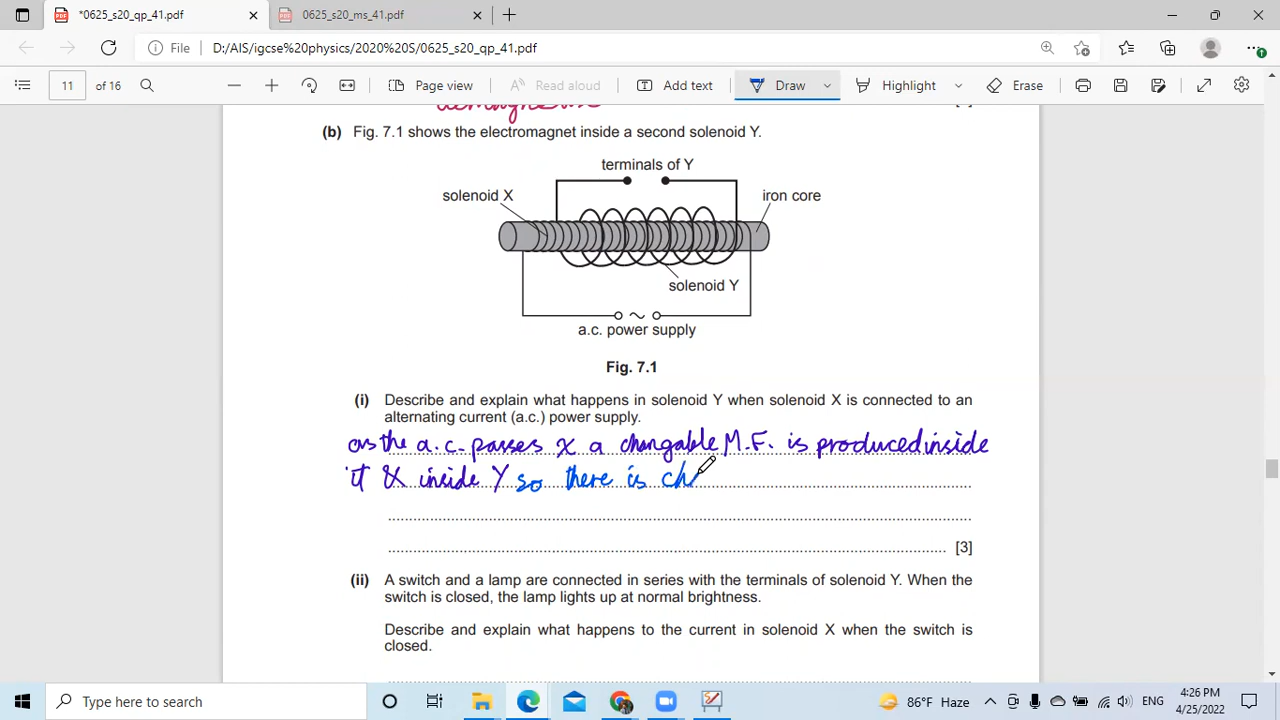 *0625_s20_qp_41.pdf
0625_s20_ms_41.pdf
File D:/AIS/igcse%20physics/2020%20S/0625_s20_qp_41.pdf
11 of 16
Page view
Read aloud
Add text
Draw
Highlight
Erase
(b) Fig. 7.1 shows the electromagnet inside a second solenoid Y.
terminals of Y
solenoid X
iron core
solenoid Y
a.c. power supply
Fig. 7.1
(i) Describe and explain what happens in solenoid Y when solenoid X is connected to an
alternating current (a.c.) power supply.
as the a.c. passes X a changable M.F. is produced inside
it & inside Y so there is ch
[3]
(ii) A switch and a lamp are connected in series with the terminals of solenoid Y. When the
switch is closed, the lamp lights up at normal brightness.
Describe and explain what happens to the current in solenoid X when the switch is
closed.
Type here to search
86°F Haze
ENG
4:26 PM
4/25/2022